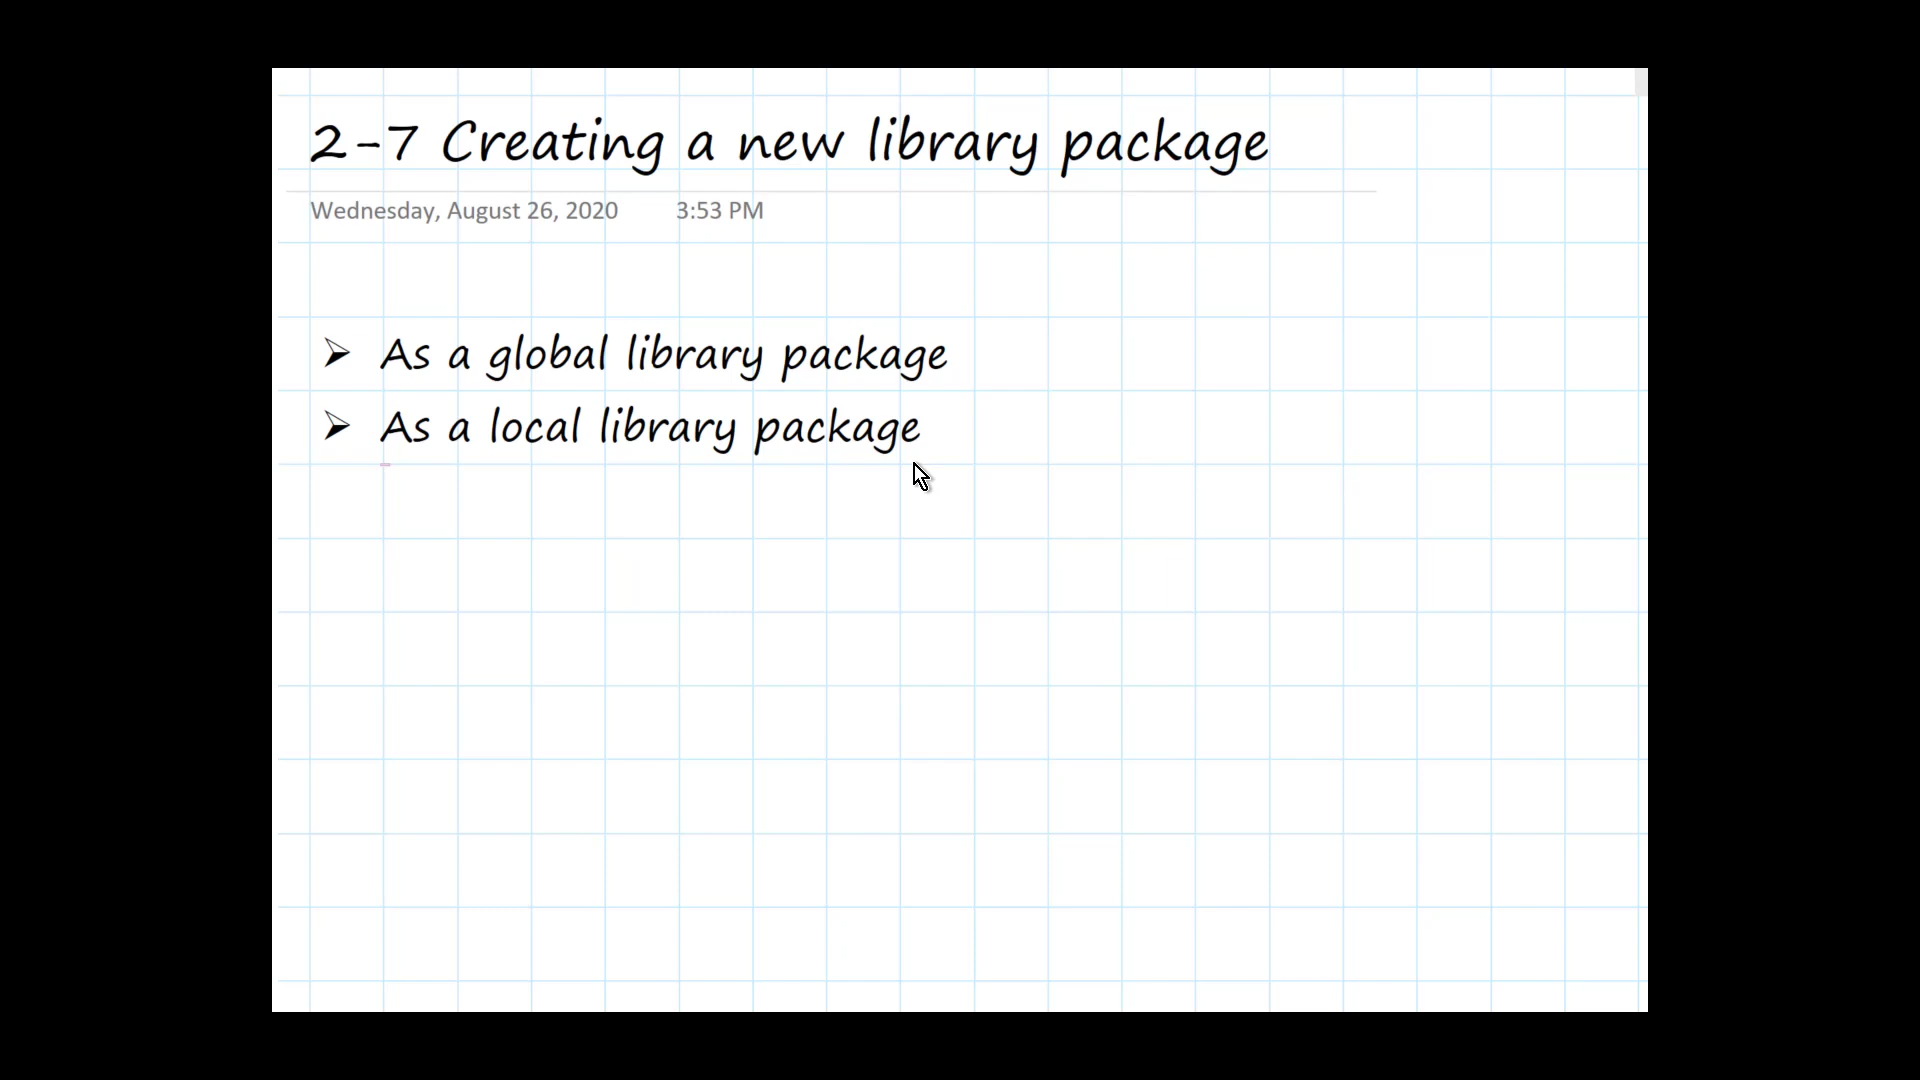 2-7 Creating a new library package
Wednesday, August 26, 2020 3:53 PM
➢ As a global library package
➢ As a local library package